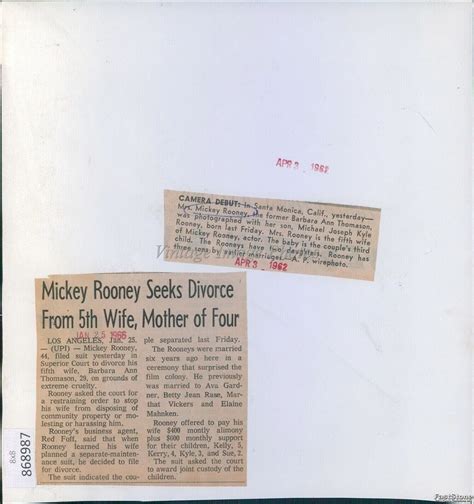 APR 3 - 1962
CAMERA DEBUT: In Santa Monica, Calif., yesterday—
Mrs. Mickey Rooney, the former Barbara Ann Thomason,
was photographed with her son, Michael Joseph Kyle
Rooney, born last Friday. Mrs. Rooney is the fifth wife
of Mickey Rooney, actor. The baby is the couple's third
child. The Rooneys have two daughters. Rooney has
three sons by earlier marriages. A. P. wirephoto.
APR 3 - 1962
Mickey Rooney Seeks Divorce
From 5th Wife, Mother of Four
JAN 25 1966
LOS ANGELES, Jan. 25.
— (UPI) — Mickey Rooney,
44, filed suit yesterday in
Superior Court to divorce his
fifth wife, Barbara Ann
Thomason, 29, on grounds of
extreme cruelty.
Rooney asked the court for
a restraining order to stop
his wife from disposing of
community property or mo-
lesting or harassing him.
Rooney's business agent,
Red Foff, said that when
Rooney learned his wife
planned a separate-mainten-
ance suit, he decided to file
for divorce.
The suit indicated the cou-
ple separated last Friday.
The Rooneys were married
six years ago here in a
ceremony that surprised the
film colony. He previously
was married to Ava Gard-
ner, Betty Jean Rase, Mar-
that Vickers and Elaine
Mahnken.
Rooney offered to pay his
wife $400 montly alimony
plus $000 monthly support
for their children, Kelly, 5,
Kerry, 4, Kyle, 3, and Sue, 2.
The suit asked the court
to award joint custody of the
children.
8x8
868987
Vintage